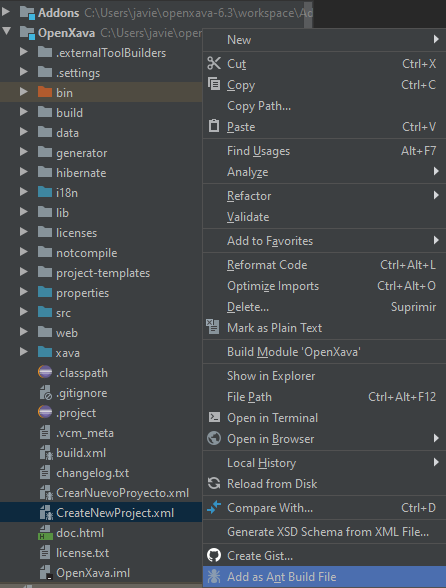 Addons C:\Users\javie\openxava-6.3\workspace\Ad
OpenXava C:\Users\javie\ope
.externalToolBuilders
.settings
bin
build
data
generator
hibernate
i18n
lib
licenses
notcompile
project-templates
properties
src
web
xava
.classpath
.gitignore
.project
.vcm_meta
build.xml
changelog.txt
CrearNuevoProyecto.xml
CreateNewProject.xml
doc.html
license.txt
OpenXava.iml
New
Cut Ctrl+X
Copy Ctrl+C
Copy Path...
Paste Ctrl+V
Find Usages Alt+F7
Analyze
Refactor
Validate
Add to Favorites
Reformat Code Ctrl+Alt+L
Optimize Imports Ctrl+Alt+O
Delete... Suprimir
Mark as Plain Text
Build Module 'OpenXava'
Show in Explorer
File Path Ctrl+Alt+F12
Open in Terminal
Open in Browser
Local History
Reload from Disk
Compare With... Ctrl+D
Generate XSD Schema from XML File...
Create Gist...
Add as Ant Build File